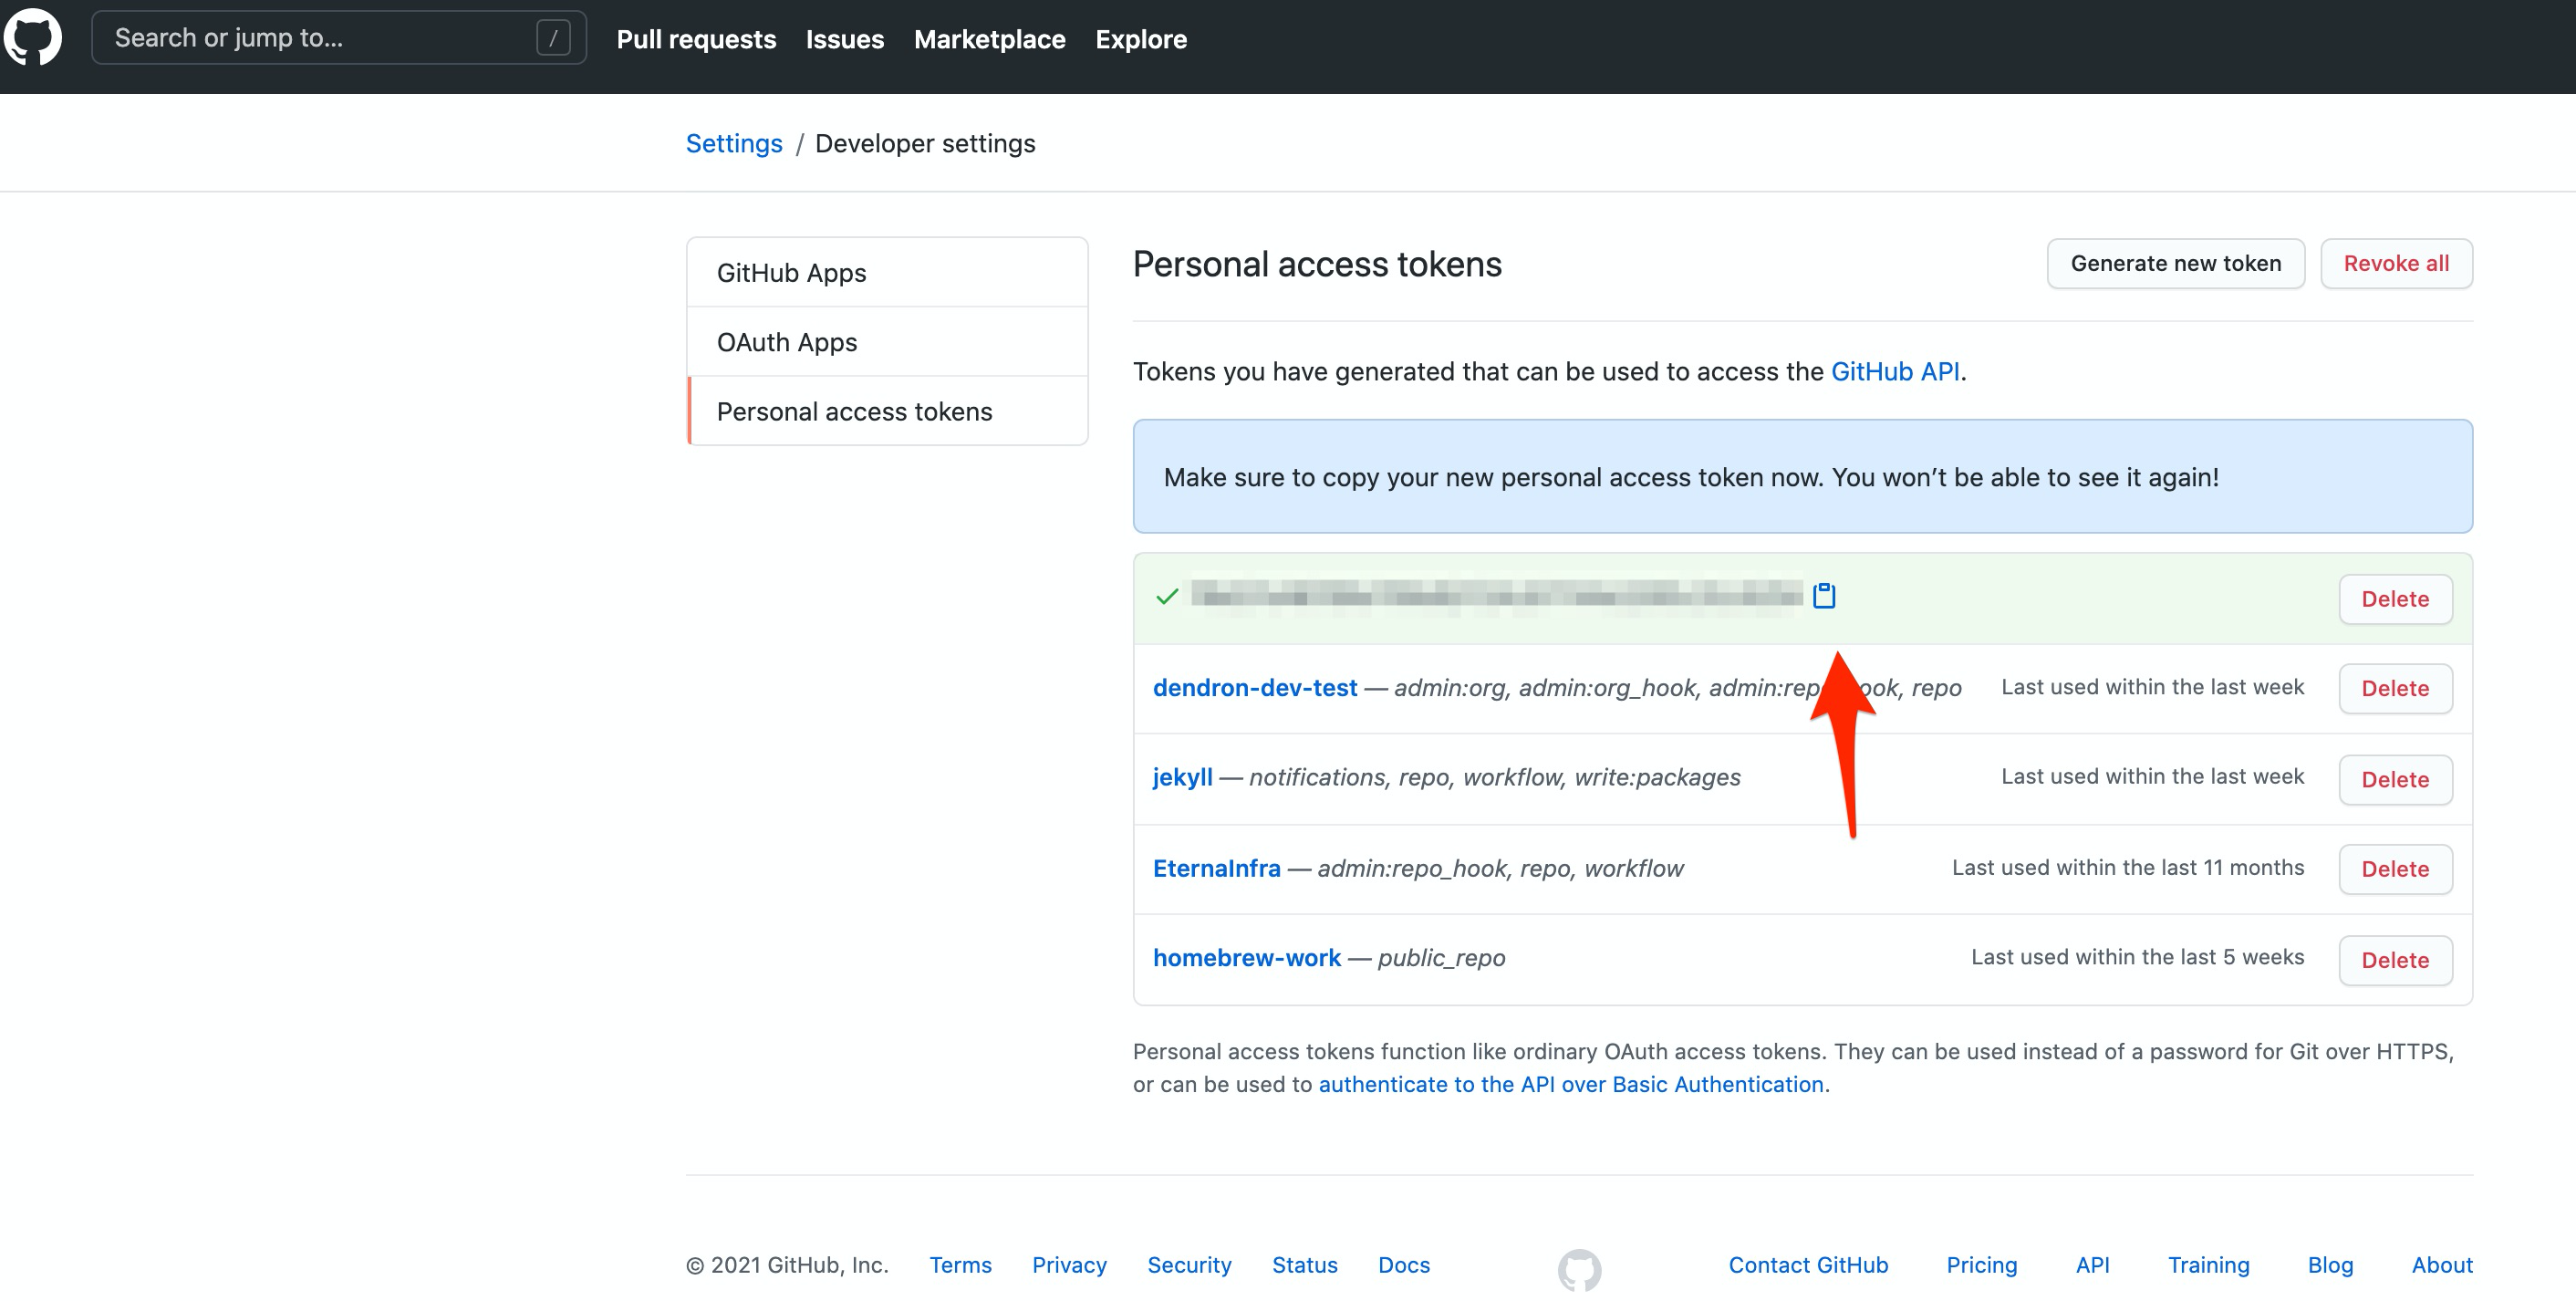 Search or jump to... / Pull requests Issues Marketplace Explore
Settings / Developer settings
GitHub Apps
OAuth Apps
Personal access tokens
Personal access tokens
Generate new token Revoke all
Tokens you have generated that can be used to access the GitHub API.
Make sure to copy your new personal access token now. You won’t be able to see it again!
Delete
dendron-dev-test — admin:org, admin:org_hook, repo Last used within the last week Delete
jekyll — notifications, repo, workflow, write:packages Last used within the last week Delete
EternaInfra — admin:repo_hook, repo, workflow Last used within the last 11 months Delete
homebrew-work — public_repo Last used within the last 5 weeks Delete
Personal access tokens function like ordinary OAuth access tokens. They can be used instead of a password for Git over HTTPS,
or can be used to authenticate to the API over Basic Authentication.
© 2021 GitHub, Inc. Terms Privacy Security Status Docs Contact GitHub Pricing API Training Blog About